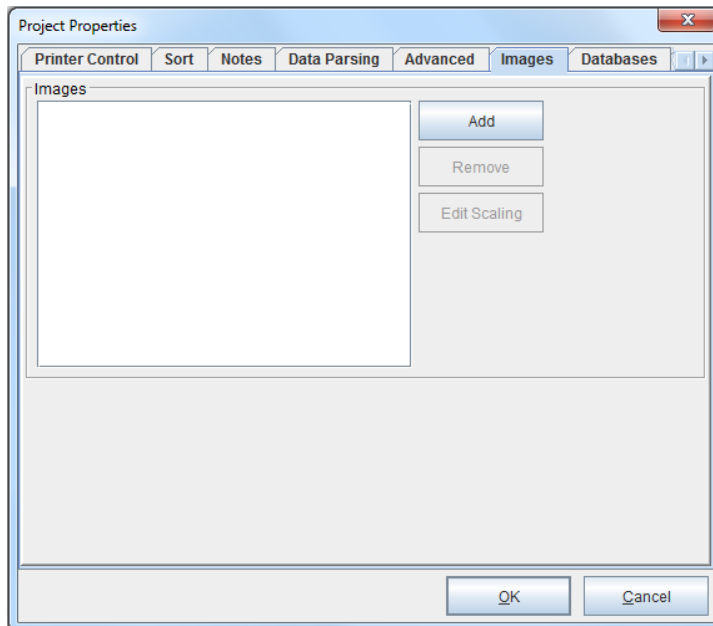 Project Properties
Printer Control Sort Notes Data Parsing Advanced Images Databases
Images
Add
Remove
Edit Scaling
OK Cancel